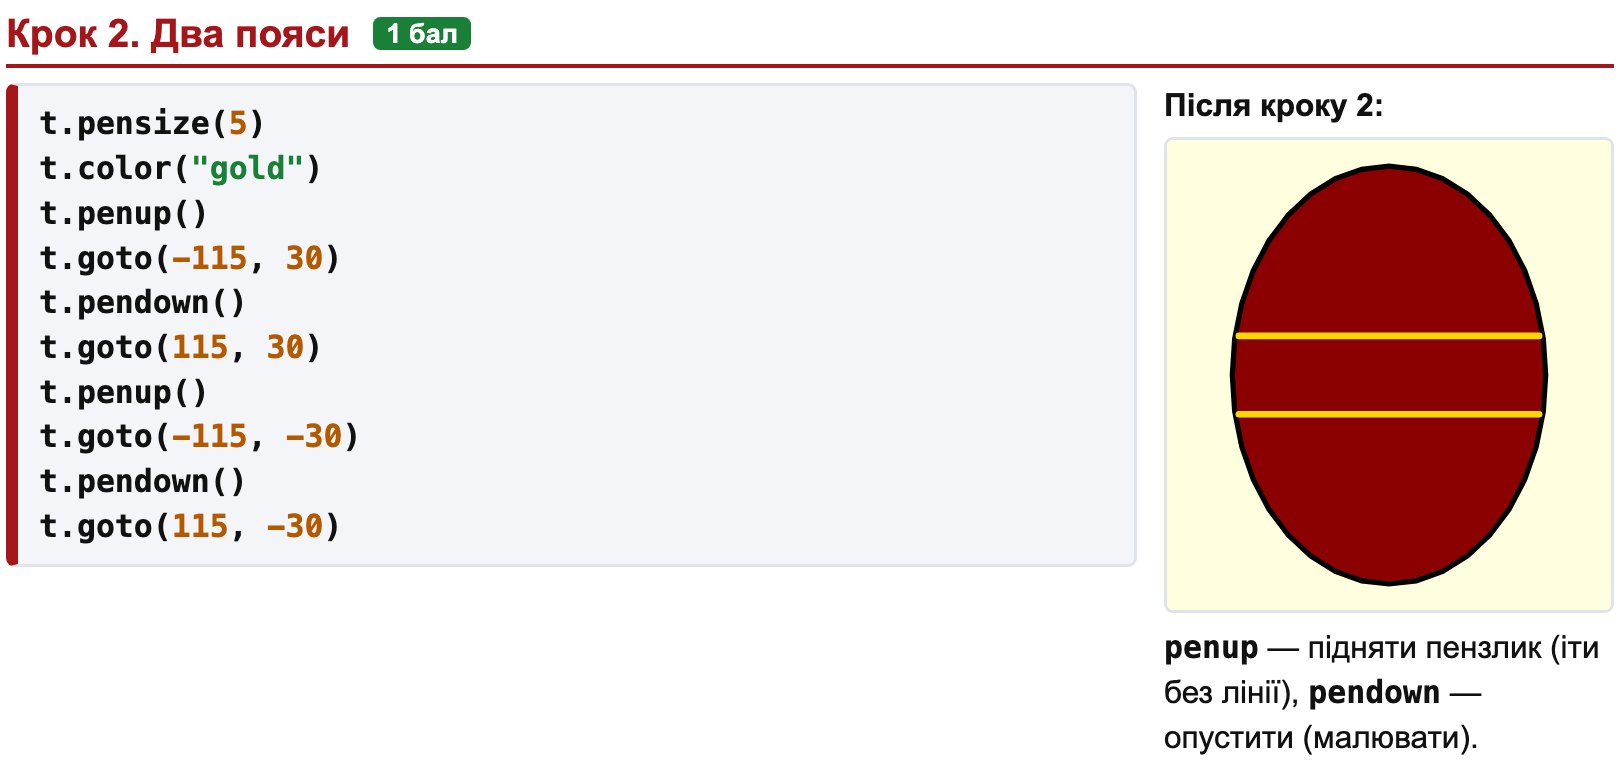 Крок 2. Два пояси 1 бал
t.pensize(5)
t.color("gold")
t.penup()
t.goto(-115, 30)
t.pendown()
t.goto(115, 30)
t.penup()
t.goto(-115, -30)
t.pendown()
t.goto(115, -30)
Після кроку 2:
penup — підняти пензлик (іти
без лінії), pendown —
опустити (малювати).